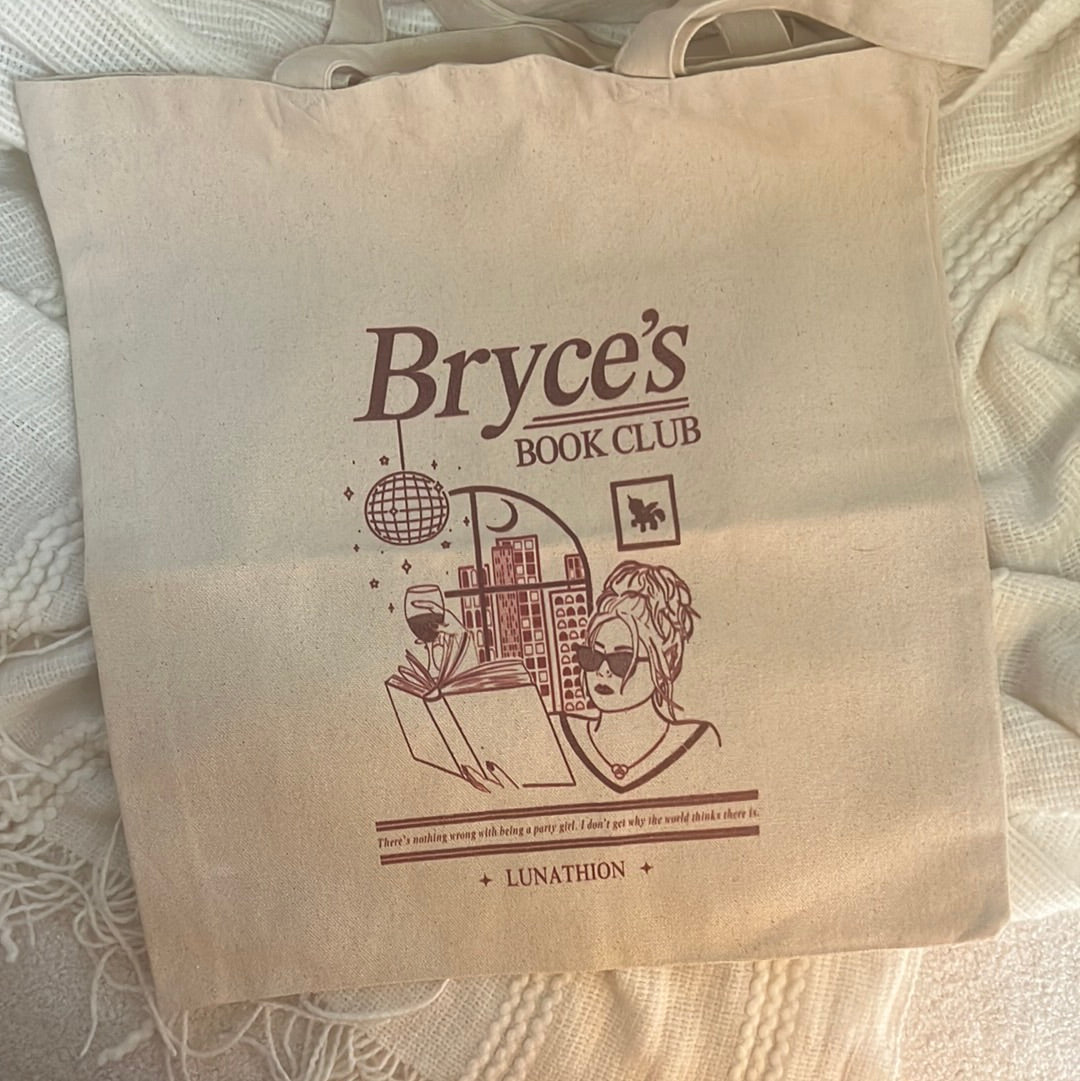 Bryce's
BOOK CLUB
There's nothing wrong with being a party girl. I don't get why the world thinks there is.
LUNATHION